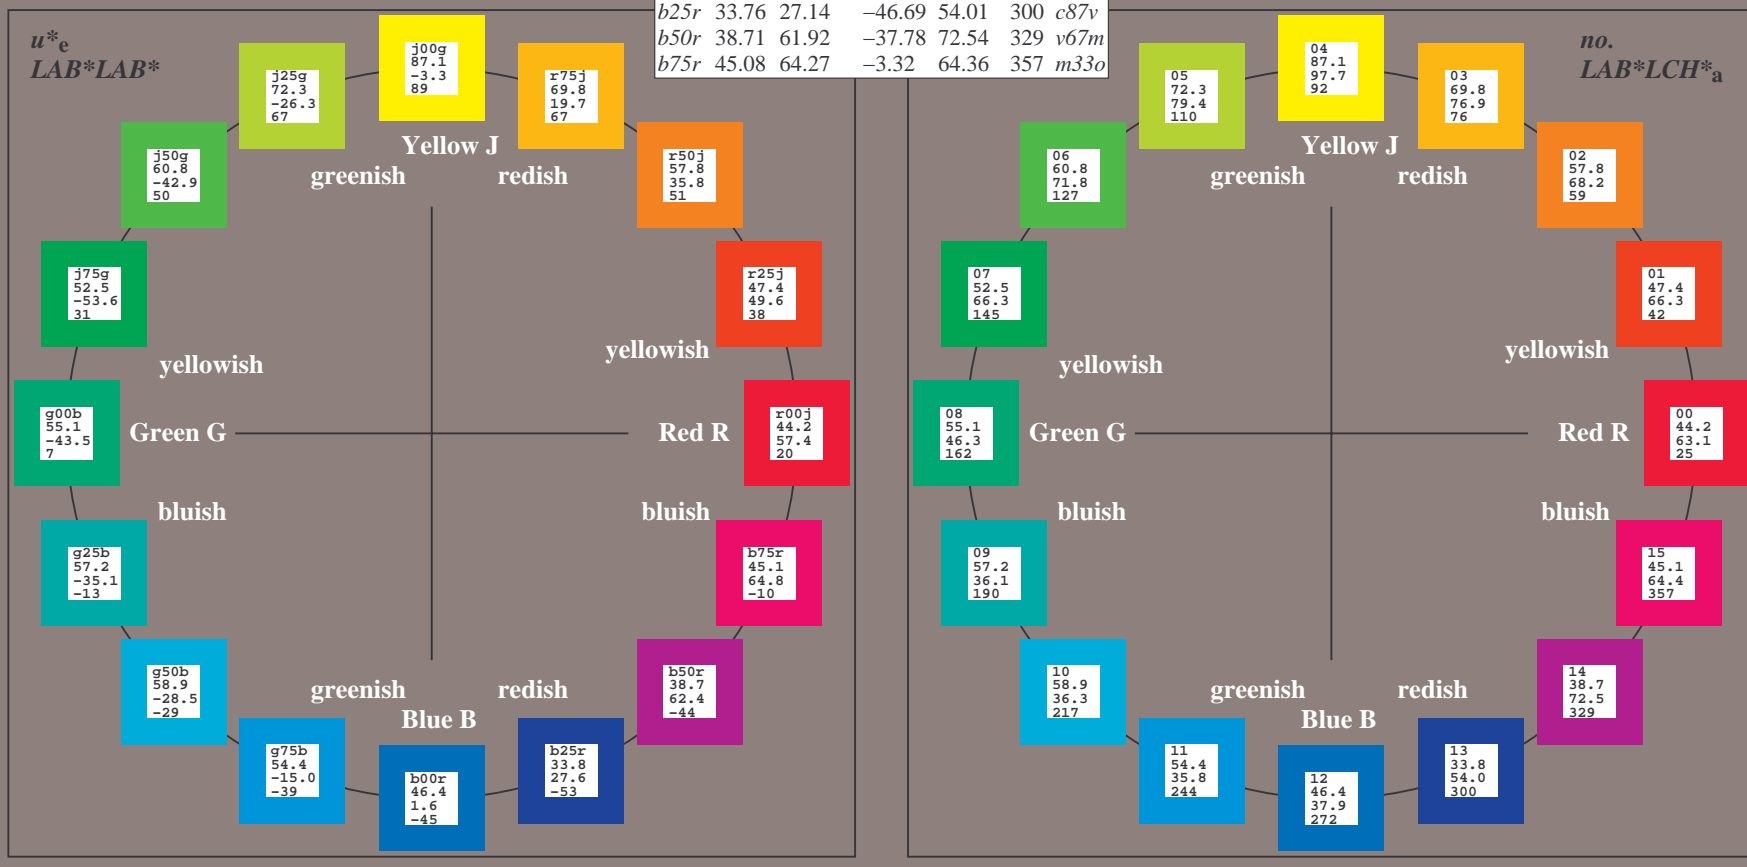 b25r 33.76 27.14 −46.69 54.01 300 c87v
b50r 38.71 61.92 −37.78 72.54 329 v67m
b75r 45.08 64.27 −3.32 64.36 357 m33o
u*e
LAB*LAB*
j00g
87.1
-3.3
89
j25g
72.3
-26.3
67
r75j
69.8
19.7
67
j50g
60.8
-42.9
50
r50j
57.8
35.8
51
j75g
52.5
-53.6
31
r25j
47.4
49.6
38
g00b
55.1
-43.5
7
r00j
44.2
57.4
20
g25b
57.2
-35.1
-13
b75r
45.1
64.8
-10
g50b
58.9
-28.5
-29
b50r
38.7
62.4
-44
g75b
54.4
-15.0
-39
b00r
46.4
1.6
-45
b25r
33.8
27.6
-53
Yellow J
greenish redish
yellowish
yellowish
Green G
Red R
bluish
bluish
greenish redish
Blue B
no.
LAB*LCH*a
04
87.1
97.7
92
05
72.3
79.4
110
03
69.8
76.9
76
06
60.8
71.8
127
02
57.8
68.2
59
07
52.5
66.3
145
01
47.4
66.3
42
08
55.1
46.3
162
00
44.2
63.1
25
09
57.2
36.1
190
15
45.1
64.4
357
10
58.9
36.3
217
14
38.7
72.5
329
11
54.4
35.8
244
12
46.4
37.9
272
13
33.8
54.0
300
Yellow J
greenish redish
yellowish
yellowish
Green G
Red R
bluish
bluish
greenish redish
Blue B